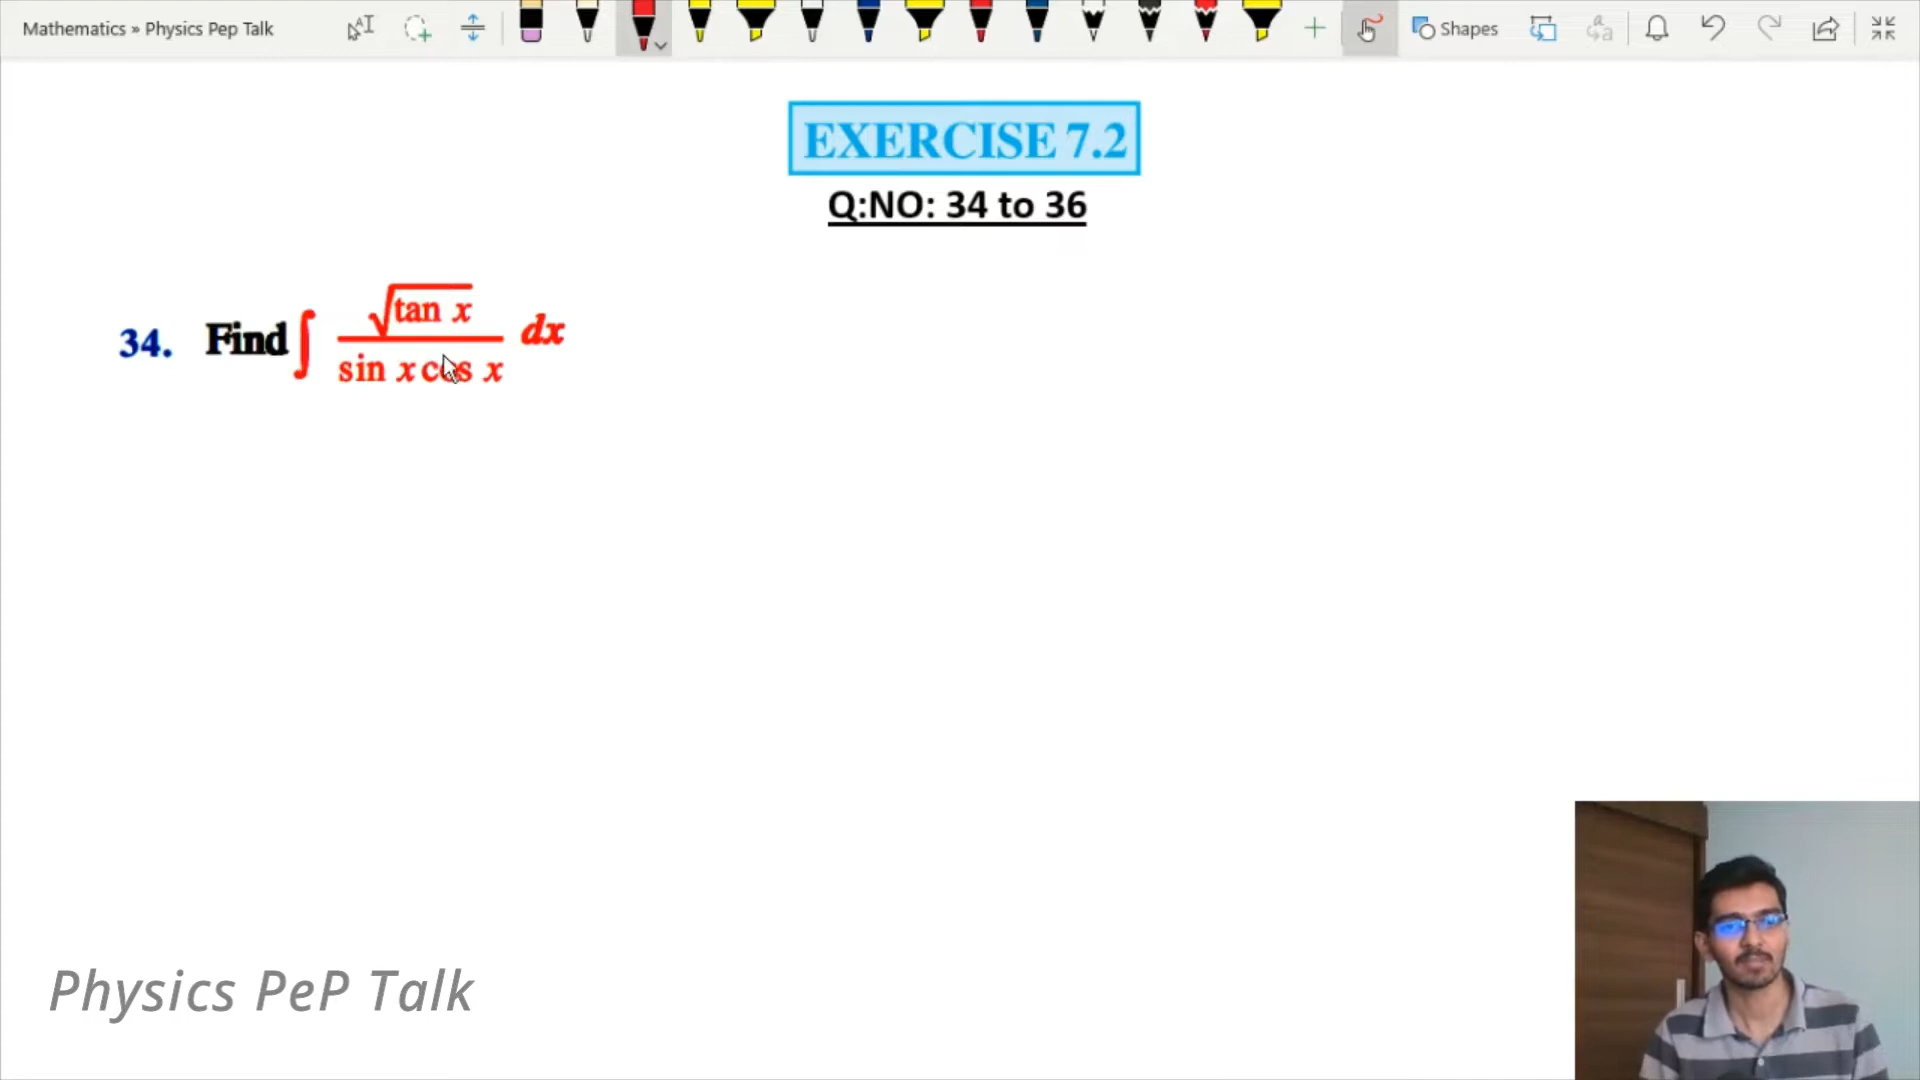 Mathematics » Physics Pep Talk
Shapes
EXERCISE 7.2
Q:NO: 34 to 36
34. Find ∫ √(tan x) / (sin x cos x) dx
Physics PeP Talk